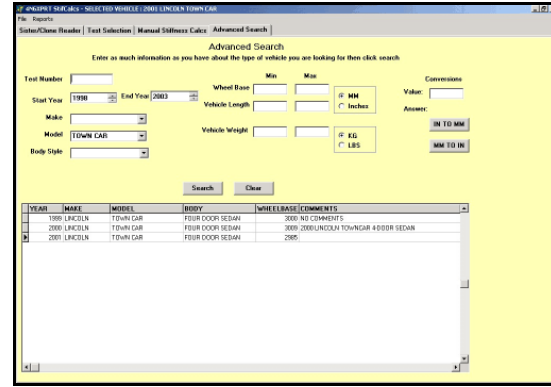 4N6XPRT StifCalcs - SELECTED VEHICLE : 2001 LINCOLN TOWN CAR
File Reports
Sister/Clone Reader Test Selection Manual Stiffness Calcs Advanced Search
Advanced Search
Enter as much information as you have about the type of vehicle you are looking for then click search
Test Number
Start Year 1998 End Year 2003
Make
Model TOWN CAR
Body Style
Min Max
Wheel Base
Vehicle Length
Vehicle Weight
MM
Inches
KG
LBS
Conversions
Value:
Answer:
IN TO MM
MM TO IN
Search Clear
YEAR MAKE MODEL BODY WHEELBASE COMMENTS
1999 LINCOLN TOWN CAR FOUR DOOR SEDAN 3000 NO COMMENTS
2000 LINCOLN TOWN CAR FOUR DOOR SEDAN 3009 2000 LINCOLN TOWNCAR 4-DOOR SEDAN
2001 LINCOLN TOWN CAR FOUR DOOR SEDAN 2985